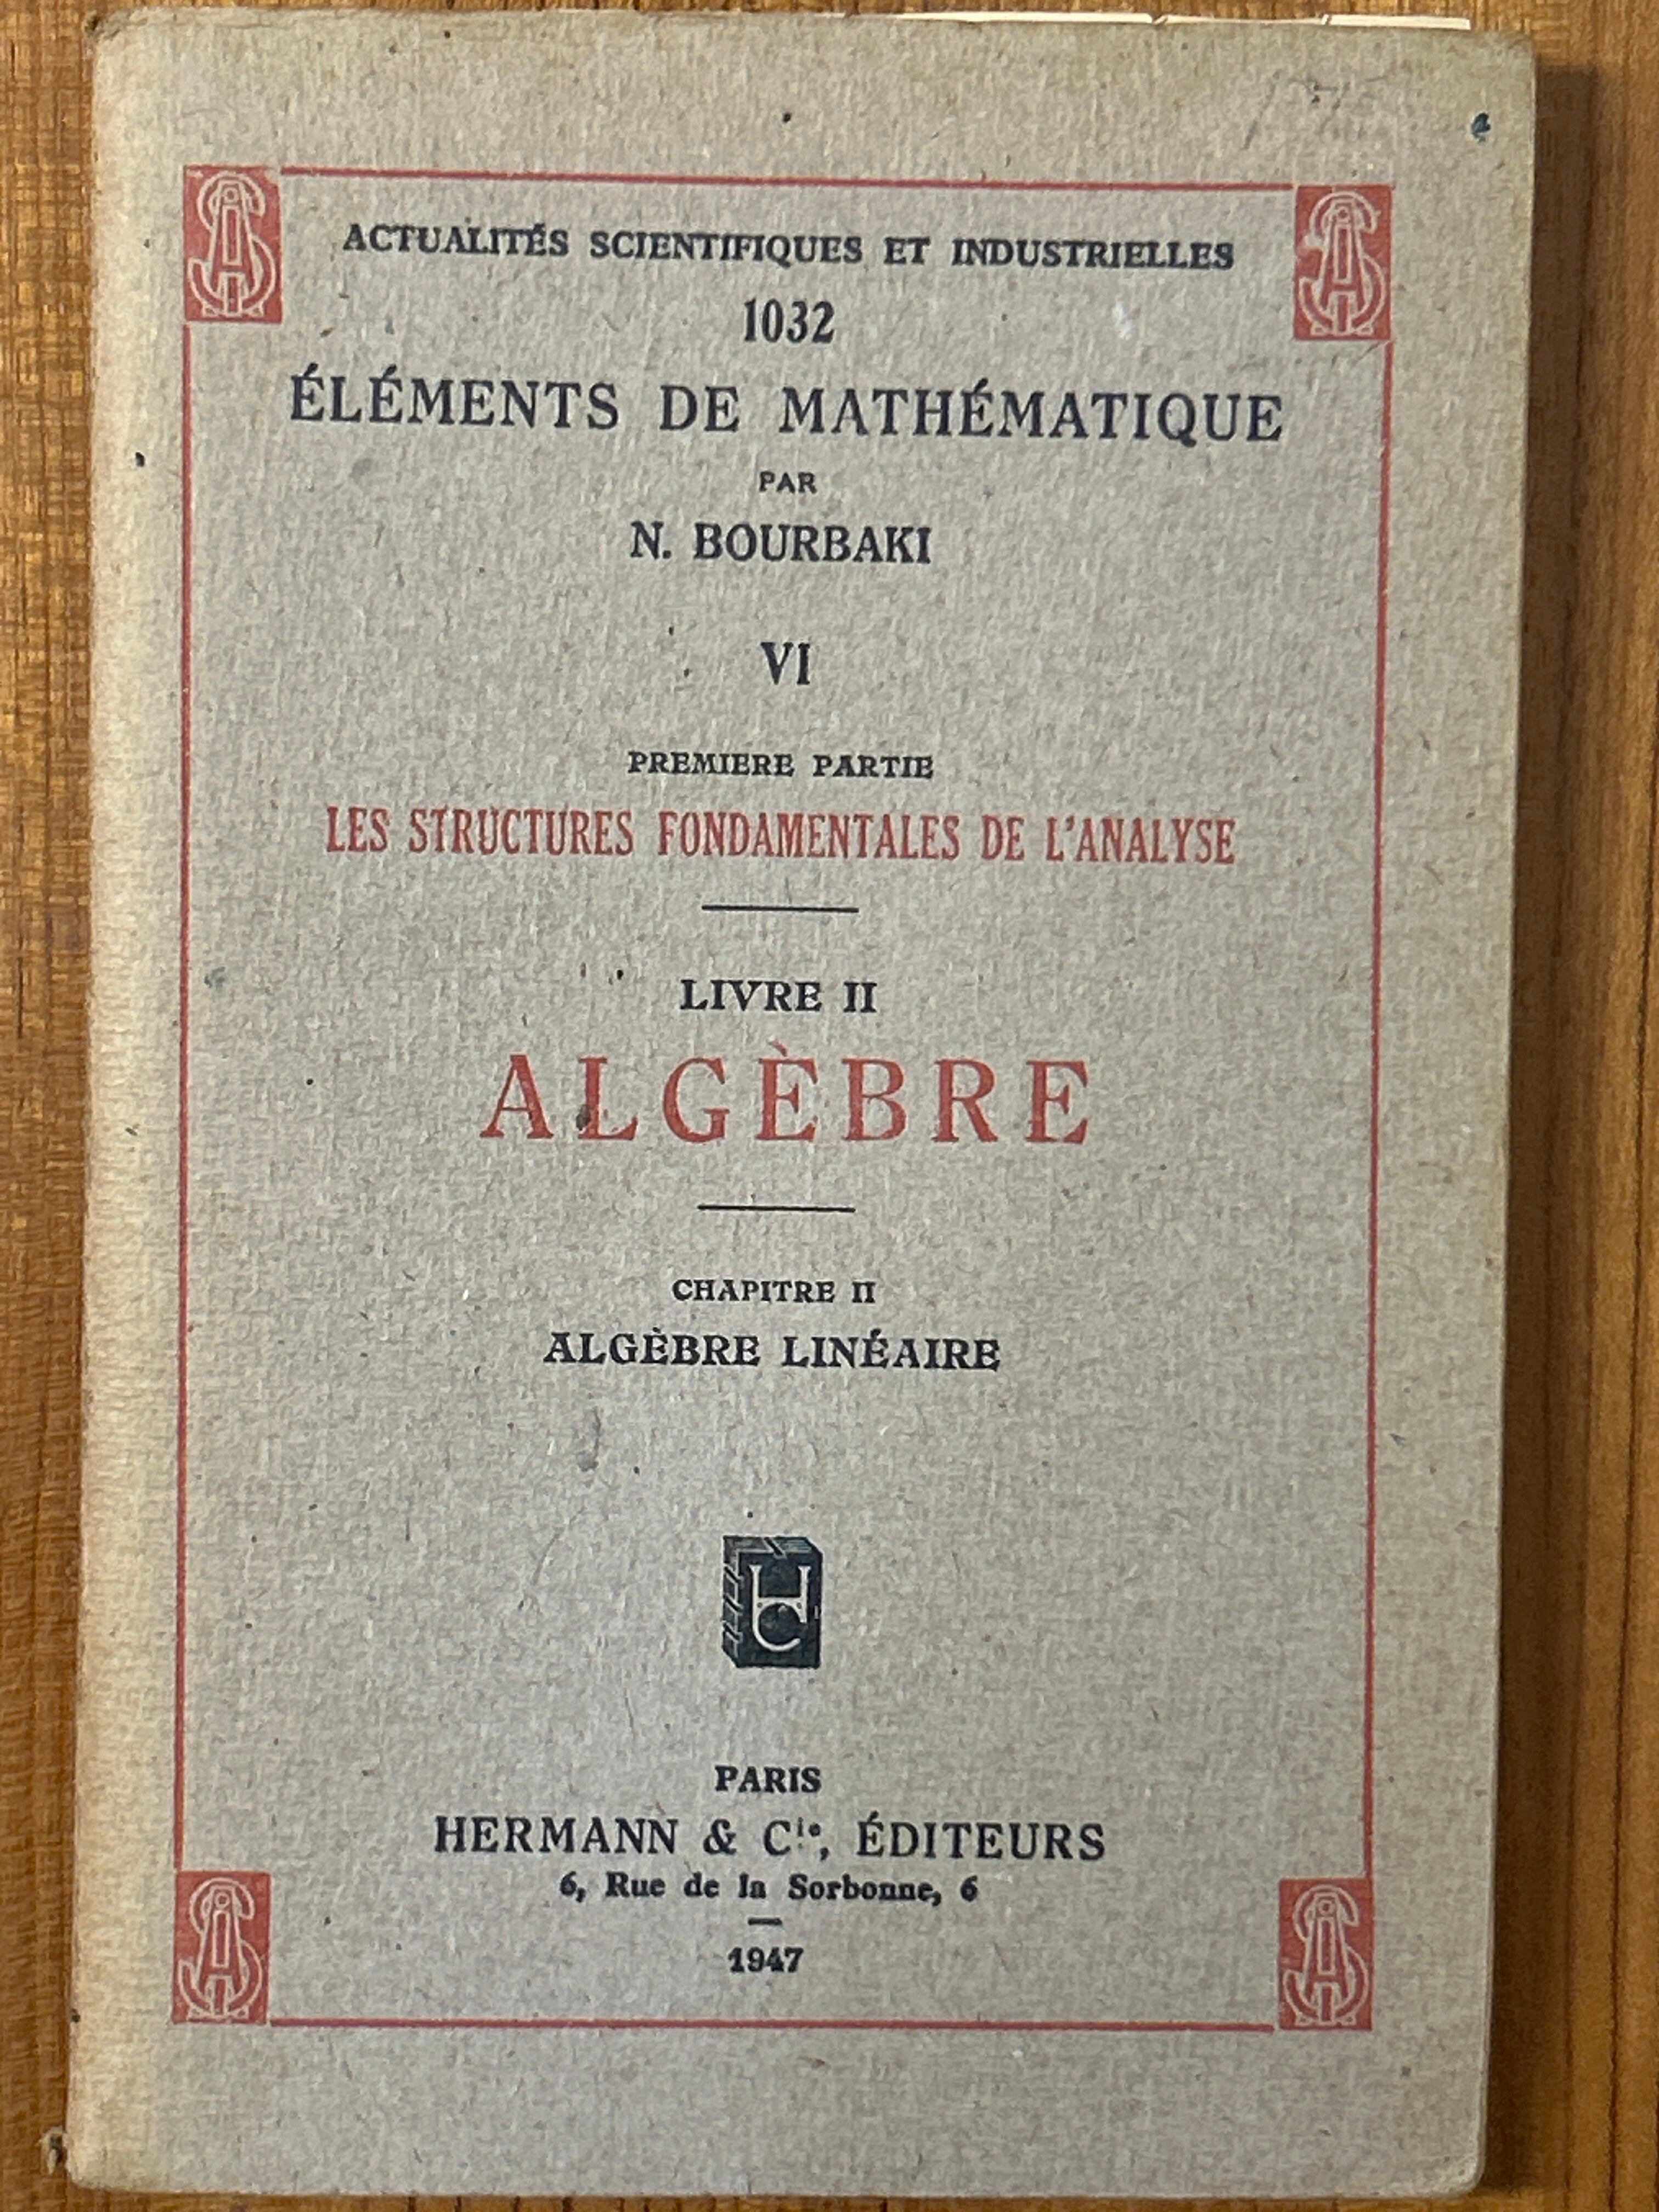 ACTUALITÉS SCIENTIFIQUES ET INDUSTRIELLES
1032
ÉLÉMENTS DE MATHÉMATIQUE
PAR
N. BOURBAKI
VI
PREMIERE PARTIE
LES STRUCTURES FONDAMENTALES DE L'ANALYSE
LIVRE II
ALGÈBRE
CHAPITRE II
ALGÈBRE LINÉAIRE
HC
PARIS
HERMANN & Cie, ÉDITEURS
6, Rue de la Sorbonne, 6
1947